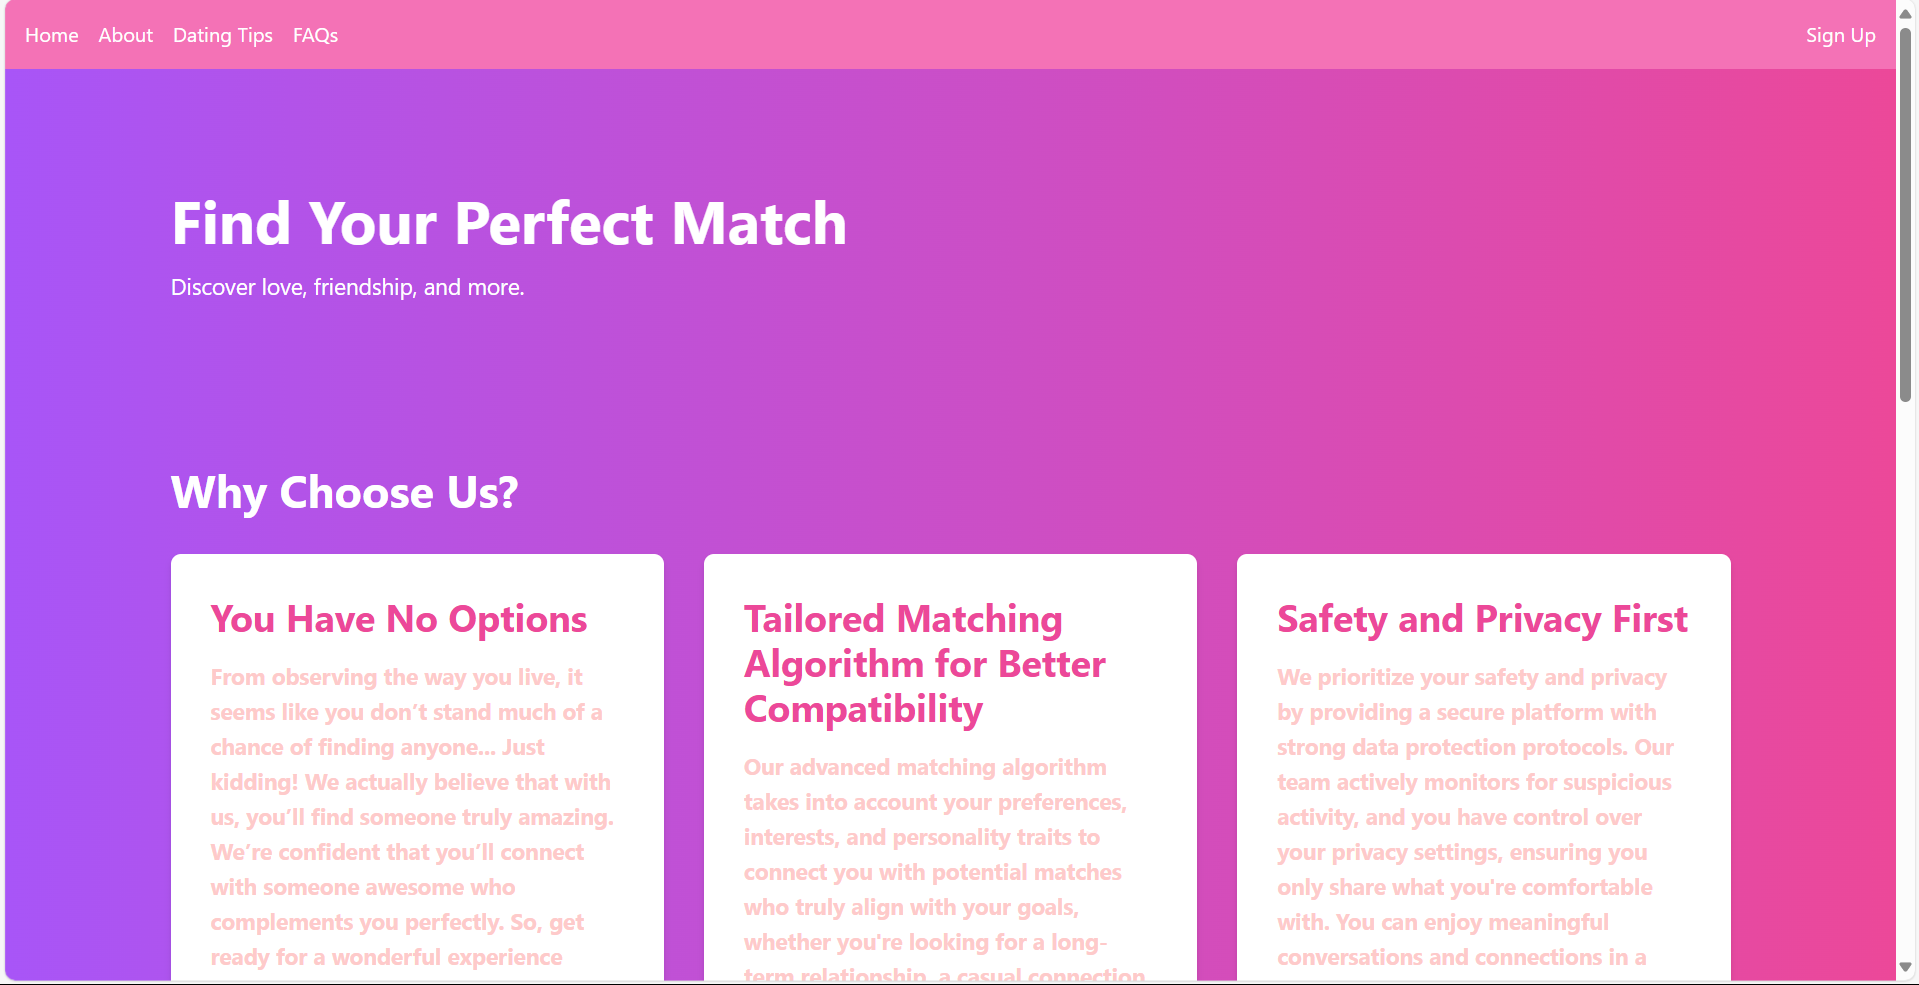 Home About Dating Tips FAQs Sign Up
Find Your Perfect Match
Discover love, friendship, and more.
Why Choose Us?
You Have No Options
From observing the way you live, it
seems like you don’t stand much of a
chance of finding anyone... Just
kidding! We actually believe that with
us, you’ll find someone truly amazing.
We’re confident that you’ll connect
with someone awesome who
complements you perfectly. So, get
ready for a wonderful experience
Tailored Matching
Algorithm for Better
Compatibility
Our advanced matching algorithm
takes into account your preferences,
interests, and personality traits to
connect you with potential matches
who truly align with your goals,
whether you're looking for a long-
term relationship, a casual connection
Safety and Privacy First
We prioritize your safety and privacy
by providing a secure platform with
strong data protection protocols. Our
team actively monitors for suspicious
activity, and you have control over
your privacy settings, ensuring you
only share what you're comfortable
with. You can enjoy meaningful
conversations and connections in a